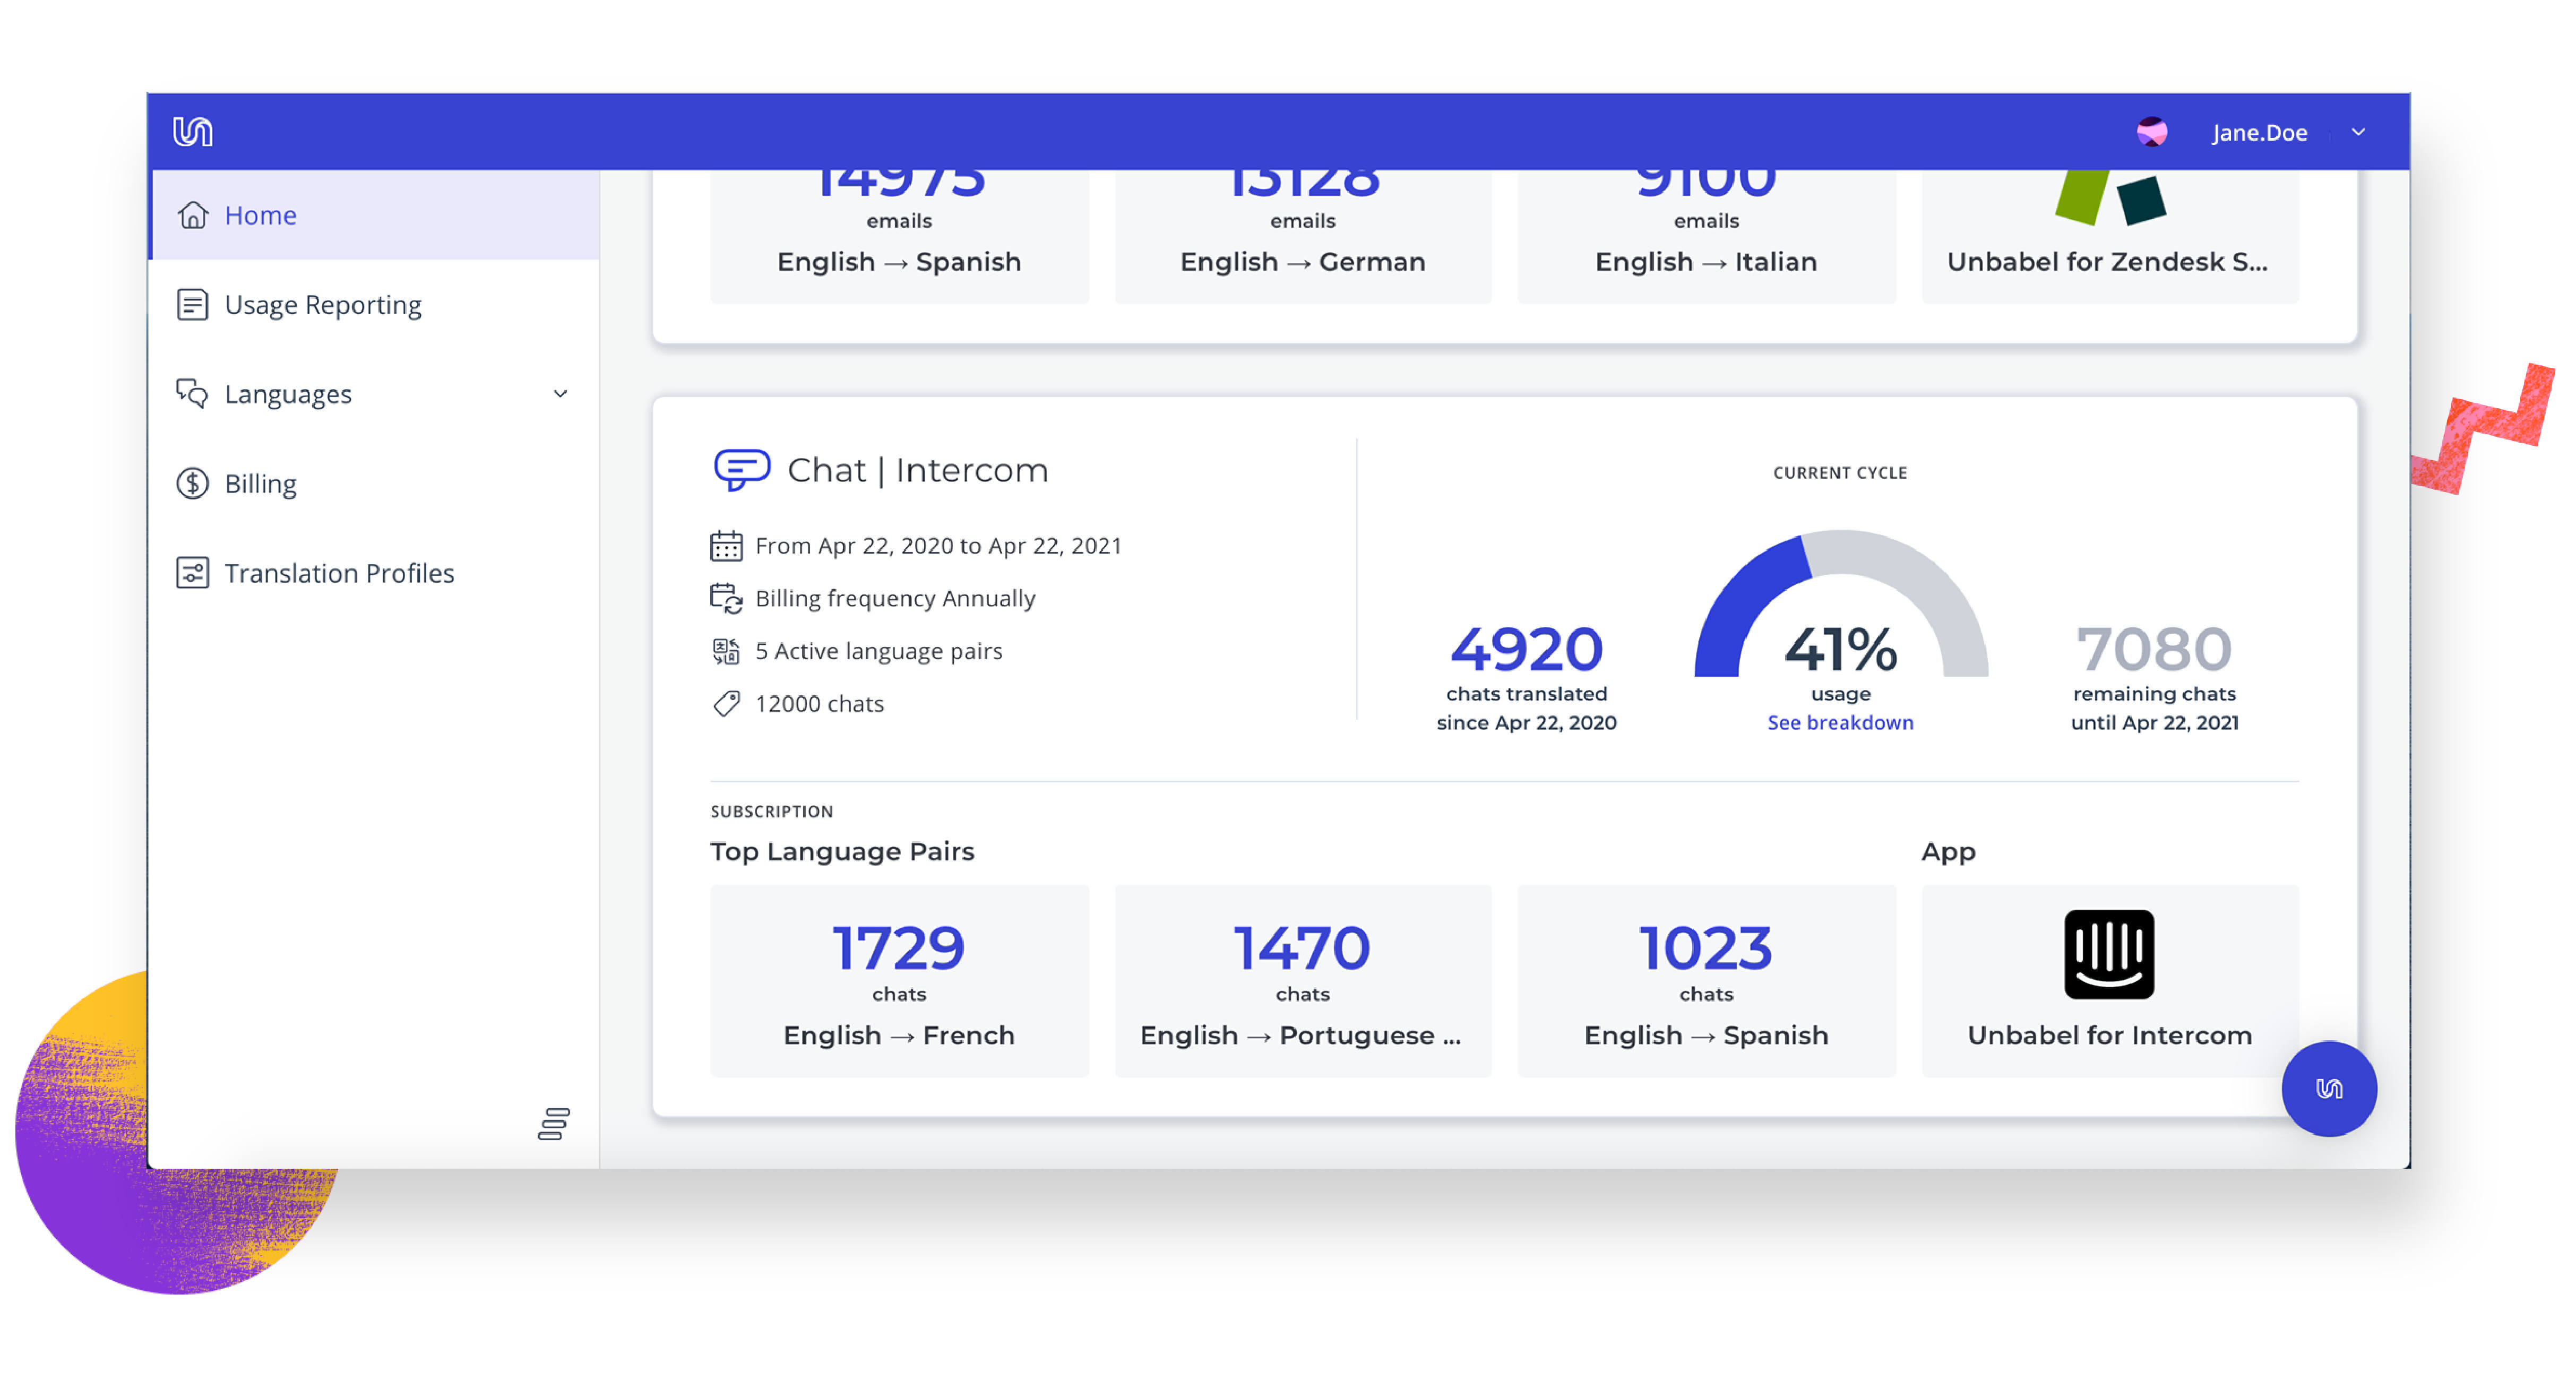 Jane.Doe
Home
Usage Reporting
Languages
Billing
Translation Profiles
14975
emails
English → Spanish
13128
emails
English → German
9100
emails
English → Italian
Unbabel for Zendesk S...
Chat | Intercom
From Apr 22, 2020 to Apr 22, 2021
Billing frequency Annually
5 Active language pairs
12000 chats
CURRENT CYCLE
4920
chats translated
since Apr 22, 2020
41%
usage
See breakdown
7080
remaining chats
until Apr 22, 2021
SUBSCRIPTION
Top Language Pairs
App
1729
chats
English → French
1470
chats
English → Portuguese ...
1023
chats
English → Spanish
Unbabel for Intercom